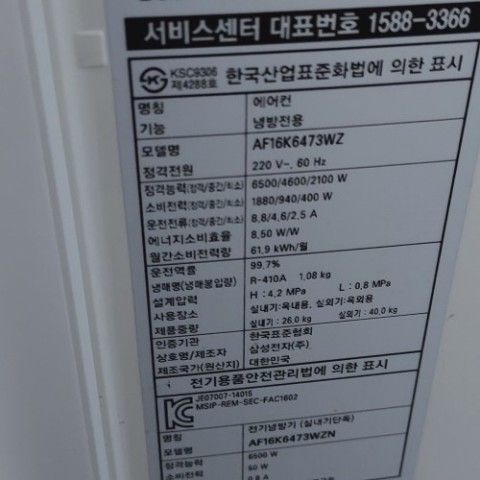 서비스센터 대표번호 1588-3366
KSC9306
제4288호
한국산업표준화법에 의한 표시
명칭 에어컨
기능 냉방전용
모델명 AF16K6473WZ
정격전원 220 V~, 60 Hz
정격능력(정격/중간/최소) 6500/4600/2100 W
소비전력(정격/중간/최소) 1880/940/400 W
운전전류(정격/중간/최소) 8.8/4.6/2.5 A
에너지소비효율 8.50 W/W
월간소비전력량 61.9 kWh/월
운전역률 99.7%
냉매명(냉매봉입량) R-410A 1.08 kg
설계압력 H : 4.2 MPa L : 0.8 MPa
사용장소 실내기: 옥내용, 실외기: 옥외용
제품중량 실내기 : 26.0 kg 실외기 : 40.0 kg
인증기관 한국표준협회
상호명/제조자 삼성전자(주)
제조국가(원산지) 대한민국
전기용품안전관리법에 의한 표시
JE07007-14015
MSIP-REM-SEC-FAC1602
명칭 전기냉방기 (실내기단독)
모델명 AF16K6473WZN
정격능력 6500 W
소비전력 50 W
0.8 A